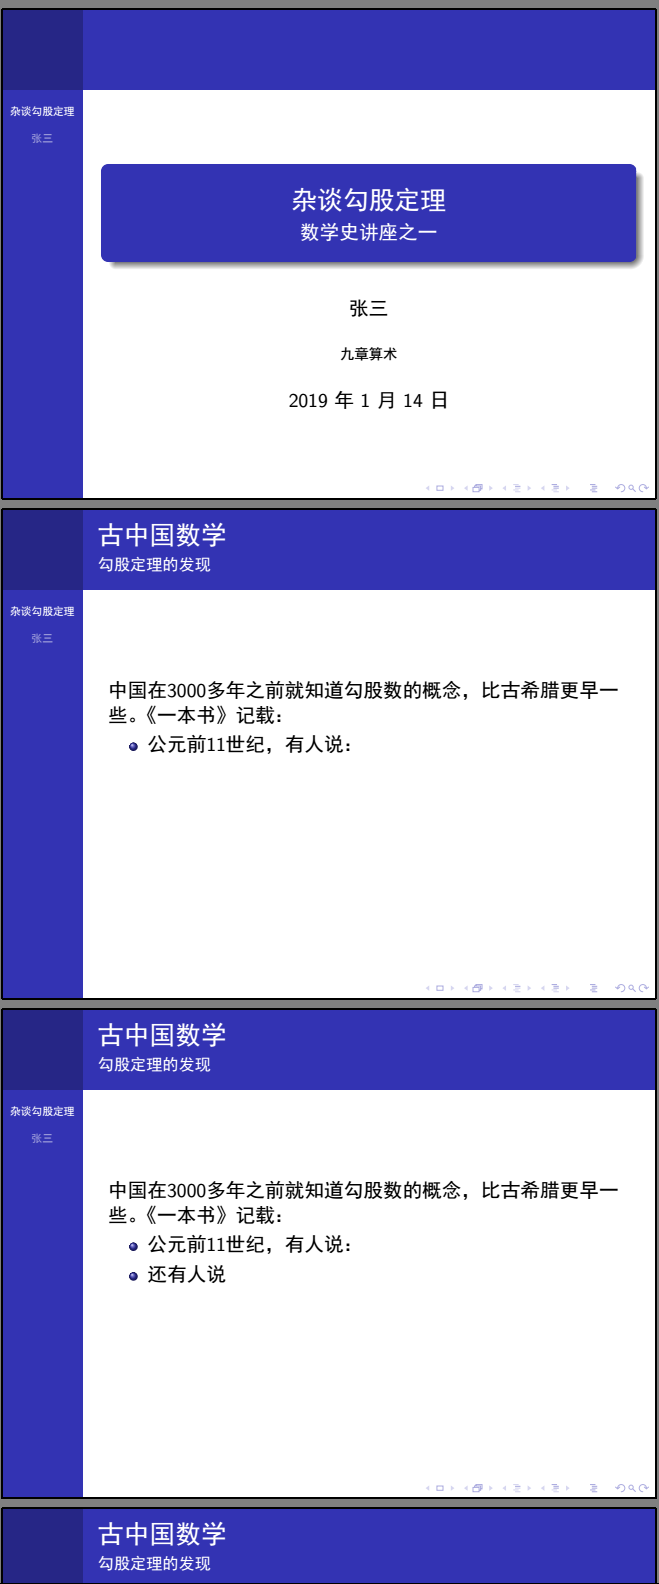 杂谈勾股定理
张三
杂谈勾股定理
数学史讲座之一
张三
九章算术
2019 年 1 月 14 日
古中国数学
勾股定理的发现
杂谈勾股定理
张三
中国在3000多年之前就知道勾股数的概念，比古希腊更早一
些。《一本书》记载：
公元前11世纪，有人说：
古中国数学
勾股定理的发现
杂谈勾股定理
张三
中国在3000多年之前就知道勾股数的概念，比古希腊更早一
些。《一本书》记载：
公元前11世纪，有人说：
还有人说
古中国数学
勾股定理的发现